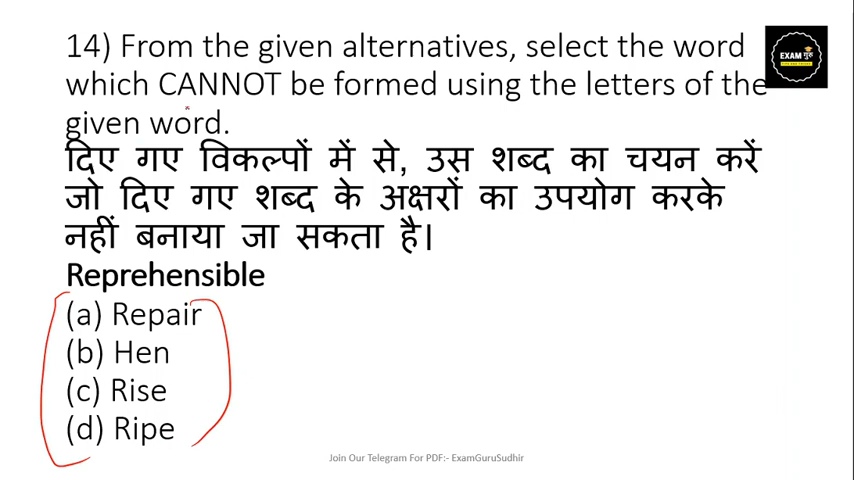 14) From the given alternatives, select the word
which CANNOT be formed using the letters of the
given word.
दिए गए विकल्पों में से, उस शब्द का चयन करें
जो दिए गए शब्द के अक्षरों का उपयोग करके
नहीं बनाया जा सकता है।
Reprehensible
(a) Repair
(b) Hen
(c) Rise
(d) Ripe
EXAM गुरु
Join Our Telegram For PDF:- ExamGuruSudhir